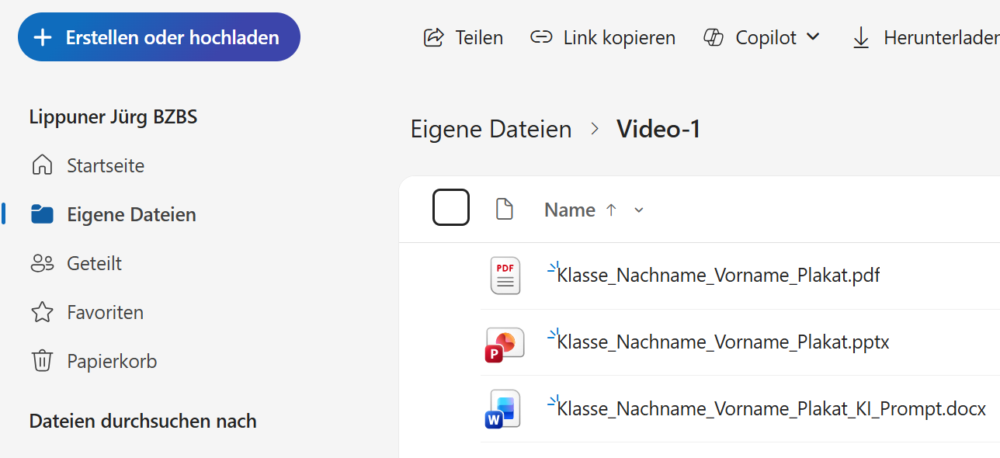 Erstellen oder hochladen
Teilen
Link kopieren
Copilot
Lippuner Jürg BZBS
Startseite
Eigene Dateien
Geteilt
Favoriten
Papierkorb
Dateien durchsuchen nach
Eigene Dateien > Video-1
Name
PDF
Klasse_Nachname_Vorname_Plakat.pdf
P
Klasse_Nachname_Vorname_Plakat.pptx
W
Klasse_Nachname_Vorname_Plakat_KI_Prompt.docx